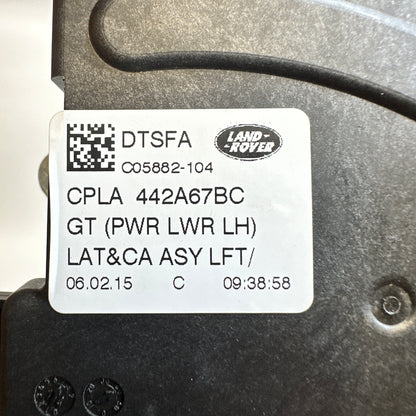 DTSFA
LAND-
-ROVER
C05882-104
CPLA 442A67BC
GT (PWR LWR LH)
LAT&CA ASY LFT/
06.02.15 C 09:38:58